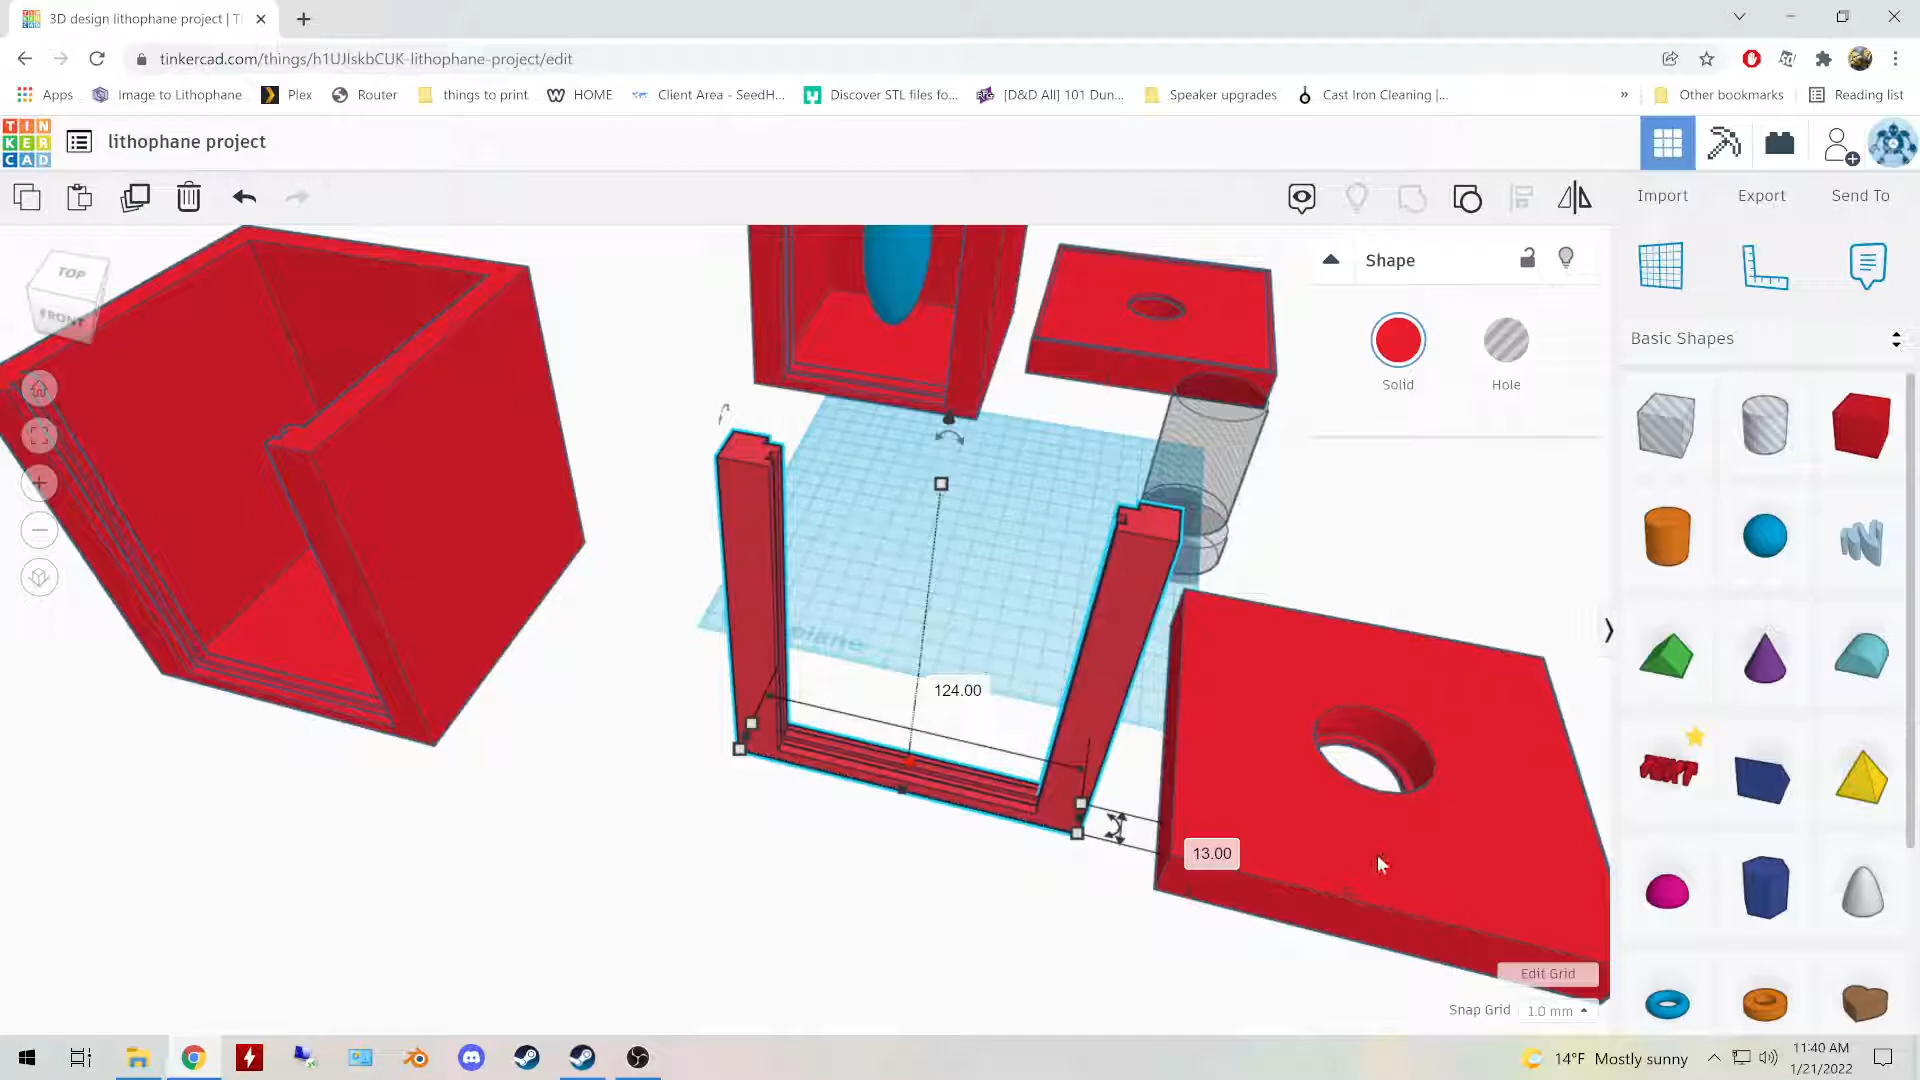 3D design lithophane project | Ti
tinkercad.com/things/h1UJlskbCUK-lithophane-project/edit
Apps
Image to Lithophane
Plex
Router
things to print
HOME
Client Area - SeedH...
Discover STL files fo...
[D&D All] 101 Dun...
Speaker upgrades
Cast Iron Cleaning |...
»
Other bookmarks
Reading list
TIN
KER
CAD
lithophane project
Import
Export
Send To
TOP
FRONT
Shape
Solid
Hole
Basic Shapes
124.00
13.00
plane
TEXT
Edit Grid
Snap Grid
1.0 mm
14°F Mostly sunny
11:40 AM
1/21/2022